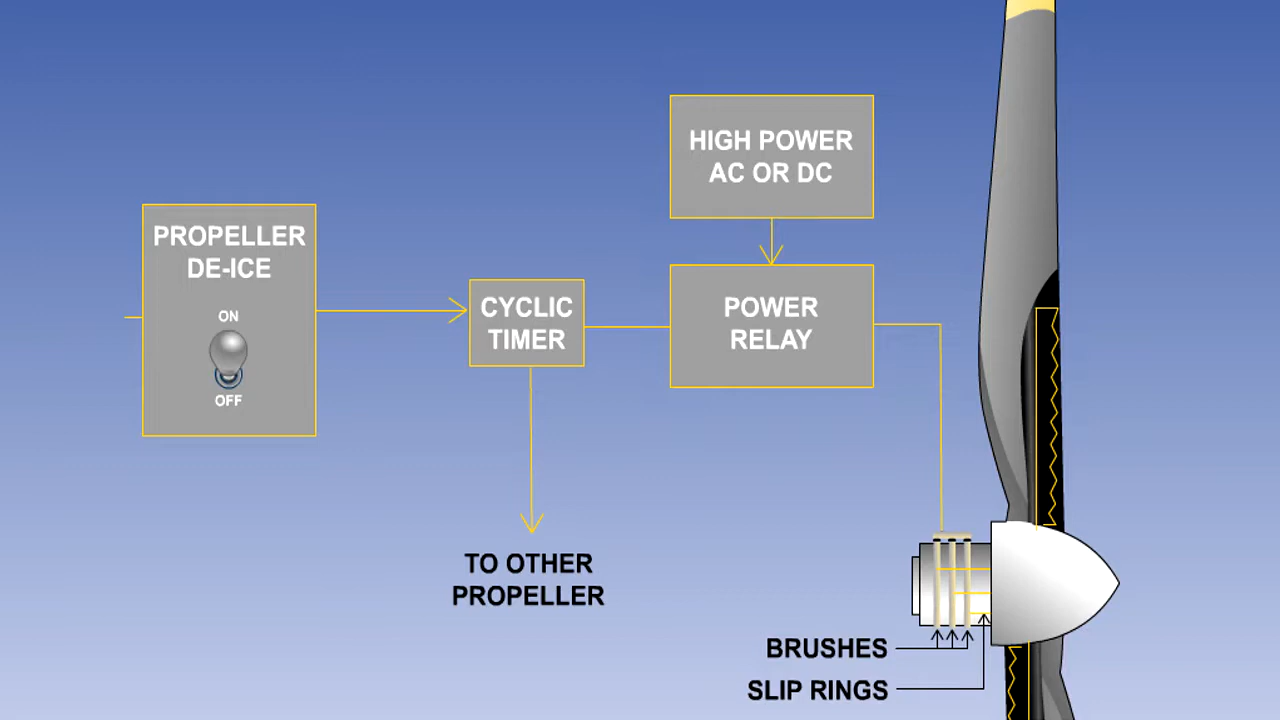 HIGH POWER
AC OR DC
PROPELLER
DE-ICE
ON
OFF
CYCLIC
TIMER
POWER
RELAY
TO OTHER
PROPELLER
BRUSHES
SLIP RINGS